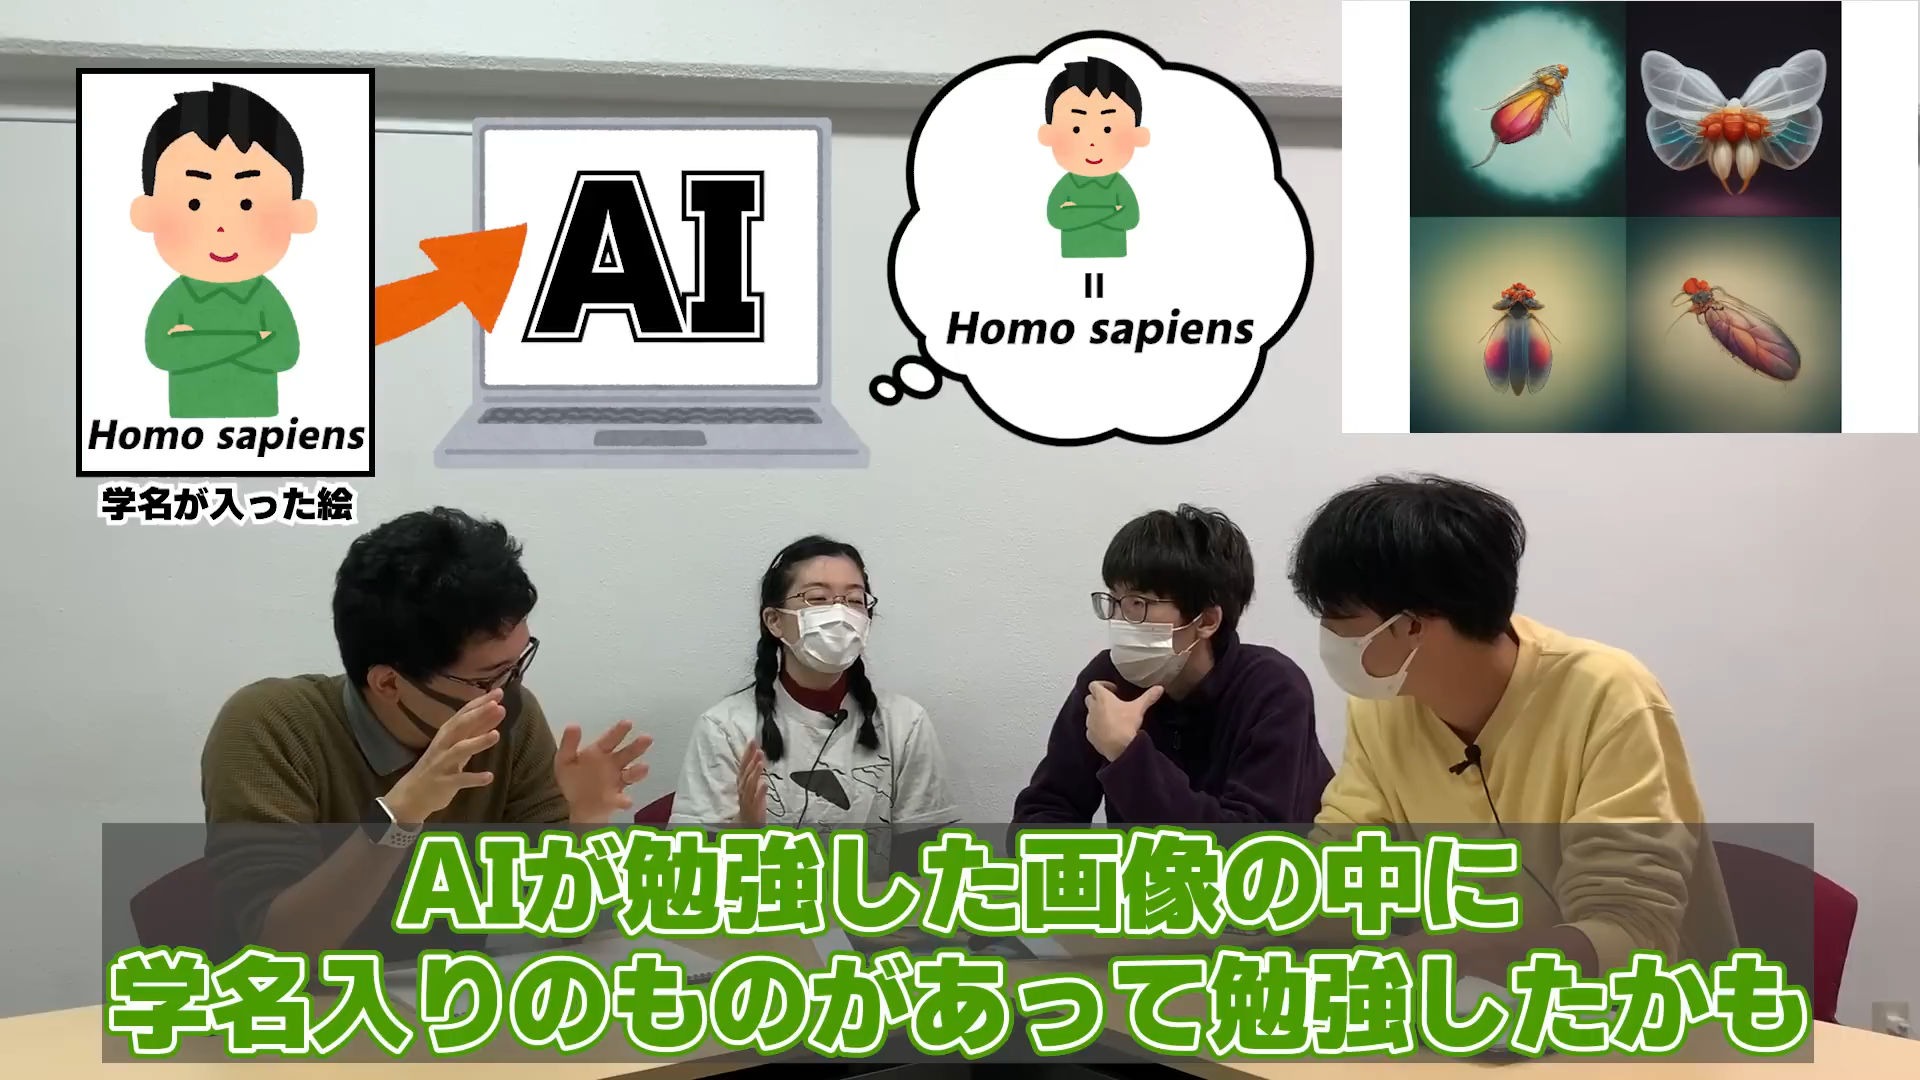 Homo sapiens
学名が入った絵
AI
=
Homo sapiens
AIが勉強した画像の中に
学名入りのものがあって勉強したかも